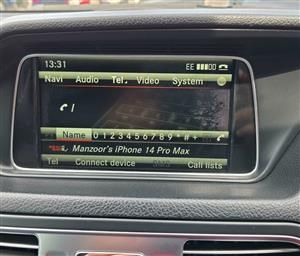 13:31 EE
Navi Audio Tel. Video System
Name 0 1 2 3 4 5 6 7 8 9 * # +
Manzoor's iPhone 14 Pro Max
Tel Connect device Call lists